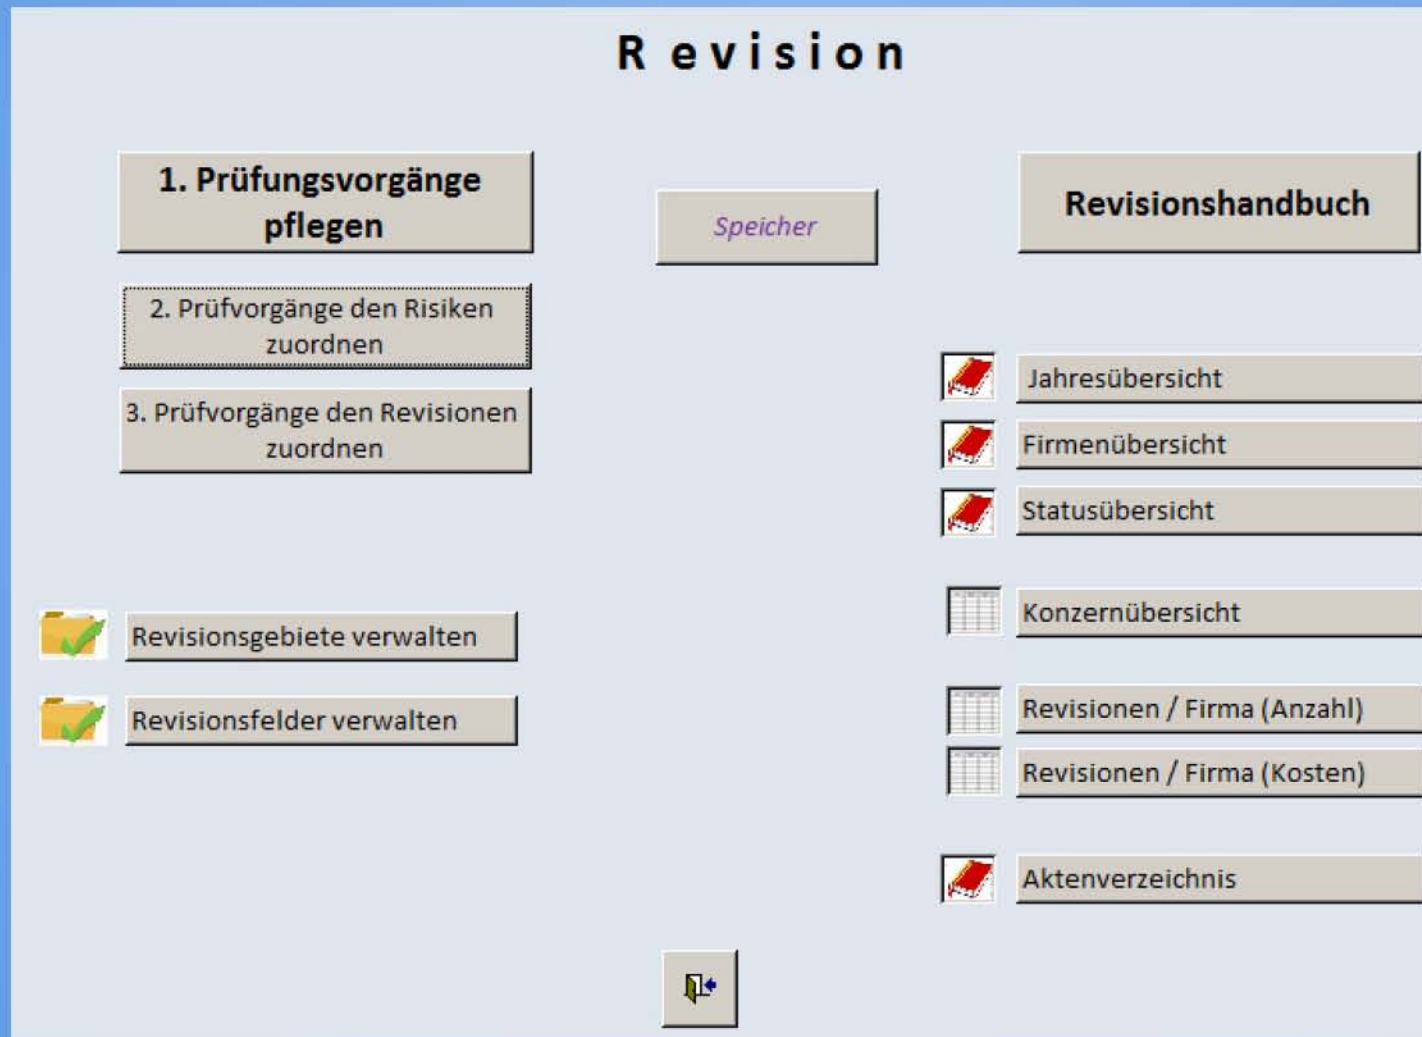 R e v i s i o n
1. Prüfungsvorgänge
pflegen
2. Prüfvorgänge den Risiken
zuordnen
3. Prüfvorgänge den Revisionen
zuordnen
Revisionsgebiete verwalten
Revisionsfelder verwalten
Speicher
Revisionshandbuch
Jahresübersicht
Firmenübersicht
Statusübersicht
Konzernübersicht
Revisionen / Firma (Anzahl)
Revisionen / Firma (Kosten)
Aktenverzeichnis